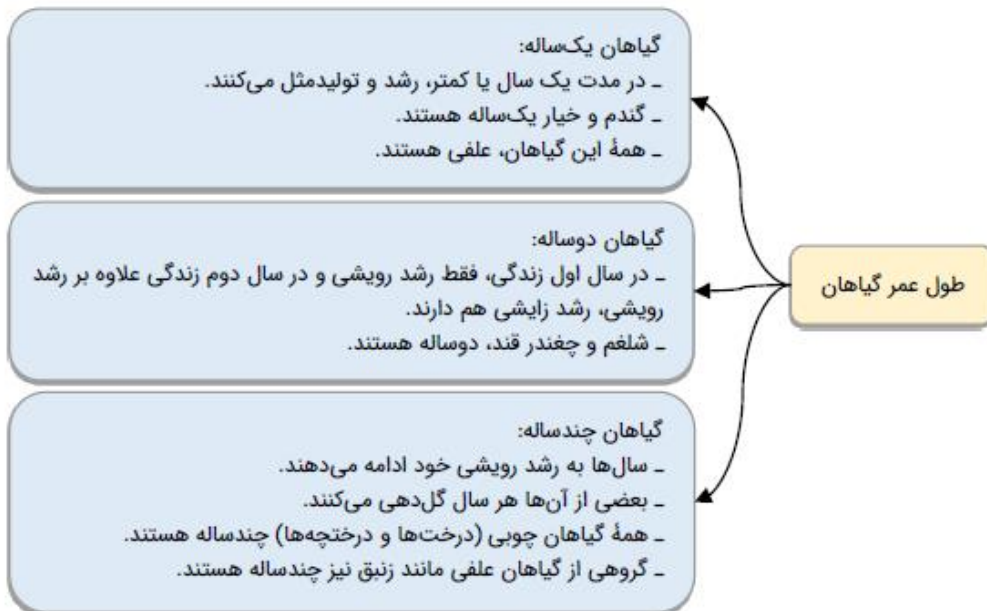 گیاهان یک‌ساله:
ـ در مدت یک سال یا کمتر، رشد و تولیدمثل می‌کنند.
ـ گندم و خیار یک‌ساله هستند.
ـ همهٔ این گیاهان، علفی هستند.
گیاهان دوساله:
ـ در سال اول زندگی، فقط رشد رویشی و در سال دوم زندگی علاوه بر رشد
رویشی، رشد زایشی هم دارند.
ـ شلغم و چغندر قند، دوساله هستند.
طول عمر گیاهان
گیاهان چندساله:
ـ سال‌ها به رشد رویشی خود ادامه می‌دهند.
ـ بعضی از آن‌ها هر سال گل‌دهی می‌کنند.
ـ همهٔ گیاهان چوبی (درخت‌ها و درختچه‌ها) چندساله هستند.
ـ گروهی از گیاهان علفی مانند زنبق نیز چندساله هستند.